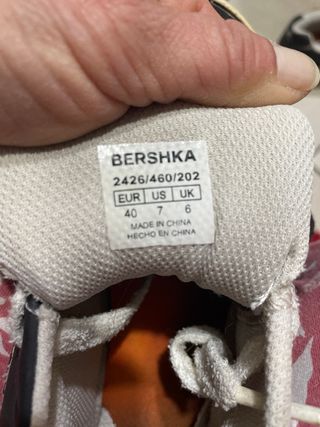 BERSHKA
2426/460/202
EUR US UK
40 7 6
MADE IN CHINA
HECHO EN CHINA